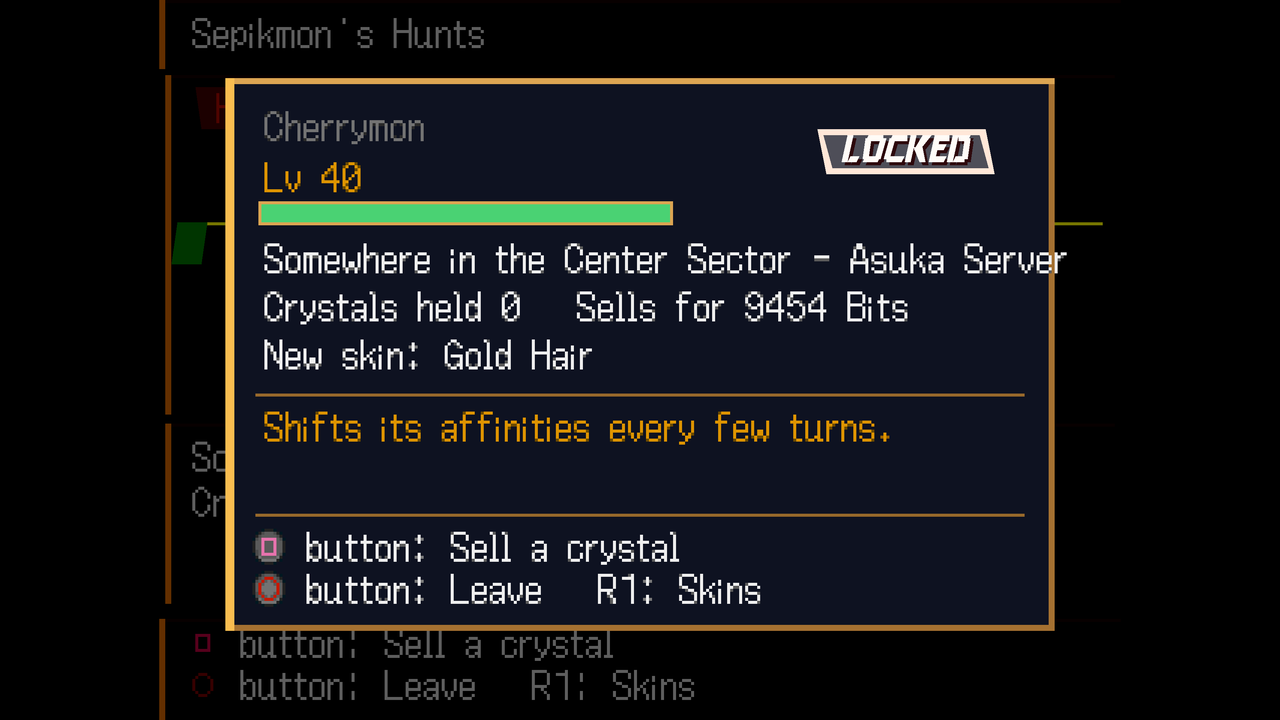 Sepikmon's Hunts
H
Cherrymon
LOCKED
Lv 40
Somewhere in the Center Sector - Asuka Server
Crystals held 0   Sells for 9454 Bits
New skin: Gold Hair
Shifts its affinities every few turns.
So
Cr
button: Sell a crystal
button: Leave   R1: Skins
button: Sell a crystal
button: Leave   R1: Skins